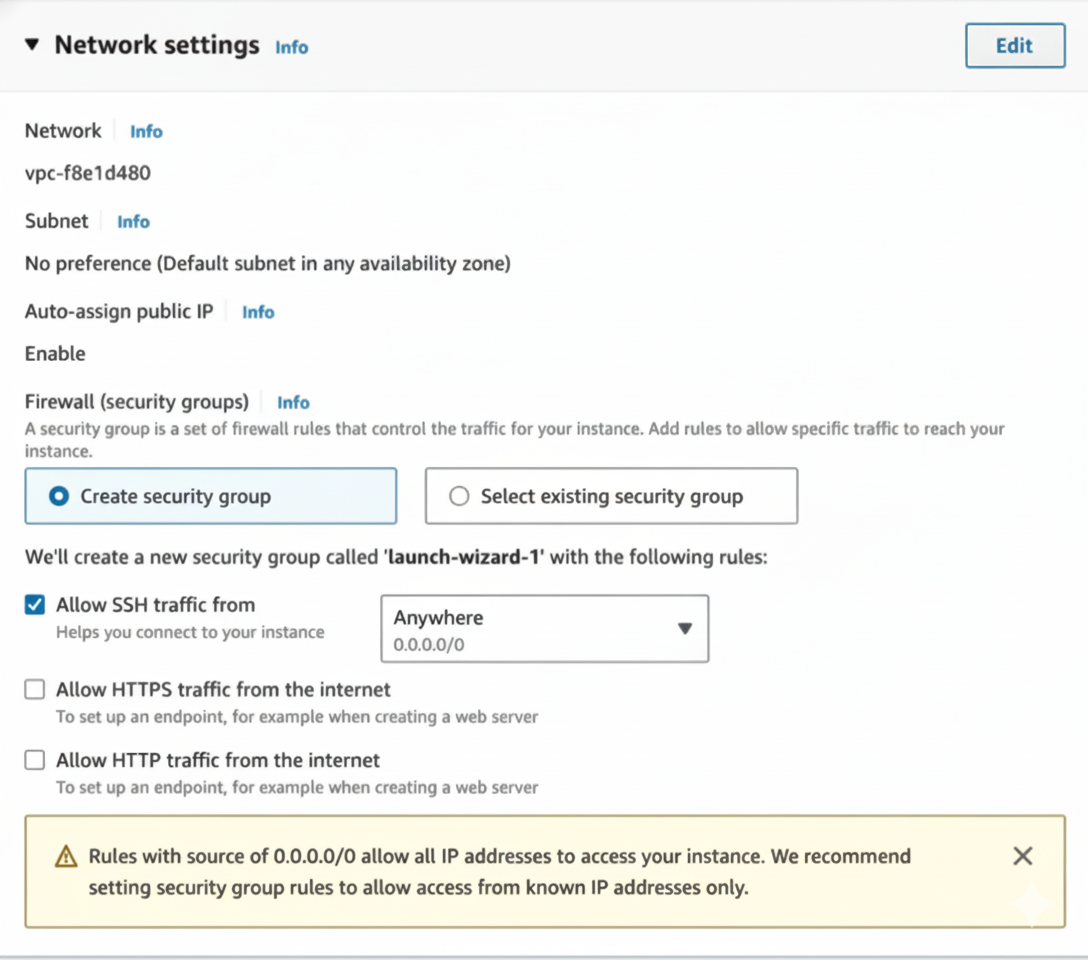 Network settings Info
Edit
Network Info
vpc-f8e1d480
Subnet Info
No preference (Default subnet in any availability zone)
Auto-assign public IP Info
Enable
Firewall (security groups) Info
A security group is a set of firewall rules that control the traffic for your instance. Add rules to allow specific traffic to reach your
instance.
Create security group
Select existing security group
We'll create a new security group called 'launch-wizard-1' with the following rules:
Allow SSH traffic from
Helps you connect to your instance
Anywhere
0.0.0.0/0
Allow HTTPS traffic from the internet
To set up an endpoint, for example when creating a web server
Allow HTTP traffic from the internet
To set up an endpoint, for example when creating a web server
Rules with source of 0.0.0.0/0 allow all IP addresses to access your instance. We recommend
setting security group rules to allow access from known IP addresses only.